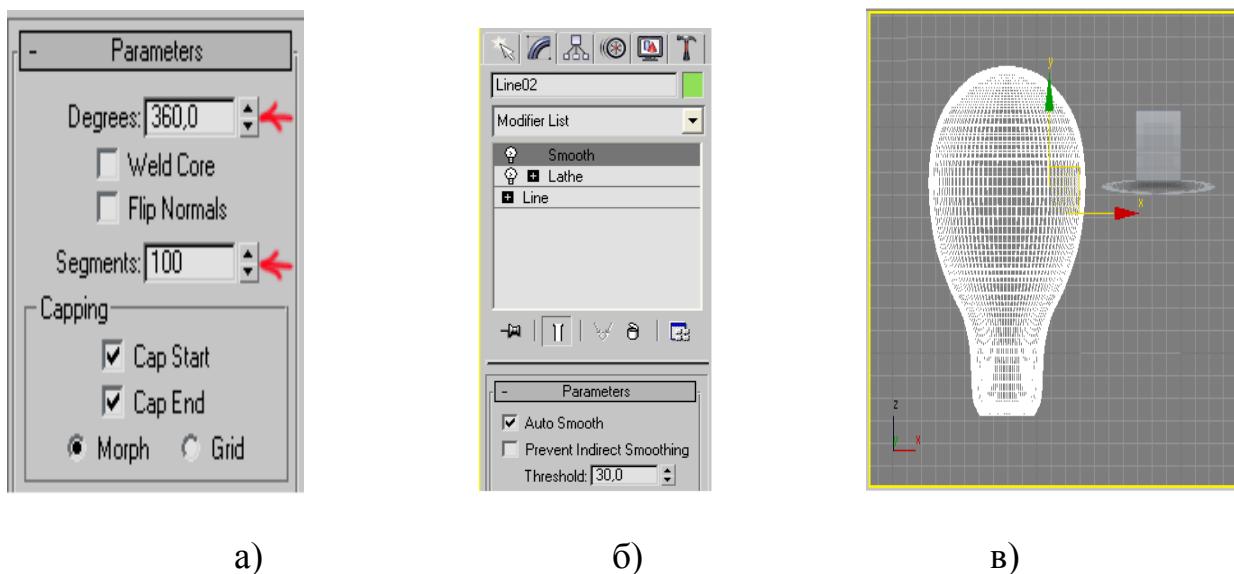 - Parameters
Degrees: 360,0
Weld Core
Flip Normals
Segments: 100
Capping
Cap Start
Cap End
Morph Grid
Line02
Modifier List
Smooth
Lathe
Line
- Parameters
Auto Smooth
Prevent Indirect Smoothing
Threshold: 30,0
y
x
z
y x
а)
б)
в)